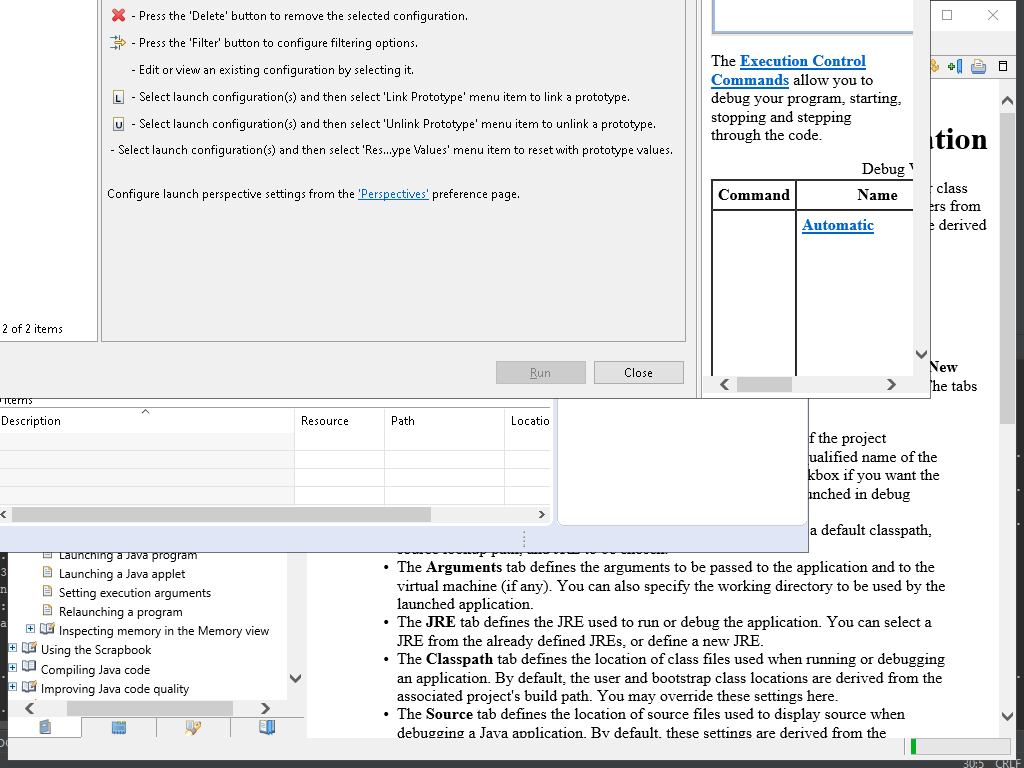 - Press the 'Delete' button to remove the selected configuration.
- Press the 'Filter' button to configure filtering options.
- Edit or view an existing configuration by selecting it.
L - Select launch configuration(s) and then select 'Link Prototype' menu item to link a prototype.
U - Select launch configuration(s) and then select 'Unlink Prototype' menu item to unlink a prototype.
- Select launch configuration(s) and then select 'Res...ype Values' menu item to reset with prototype values.
Configure launch perspective settings from the 'Perspectives' preference page.
2 of 2 items
Run
Close
The Execution Control
Commands allow you to
debug your program, starting,
stopping and stepping
through the code.
Debug
Command
Name
Automatic
class
from
derived
New
The tabs
items
Description
Resource
Path
Locatio
of the project
qualified name of the
if you want the
debug
a default classpath,
Launching a Java program
Launching a Java applet
Setting execution arguments
Relaunching a program
Inspecting memory in the Memory view
Using the Scrapbook
Compiling Java code
Improving Java code quality
• The Arguments tab defines the arguments to be passed to the application and to the
virtual machine (if any). You can also specify the working directory to be used by the
launched application.
• The JRE tab defines the JRE used to run or debug the application. You can select a
JRE from the already defined JREs, or define a new JRE.
• The Classpath tab defines the location of class files used when running or debugging
an application. By default, the user and bootstrap class locations are derived from the
associated project's build path. You may override these settings here.
• The Source tab defines the location of source files used to display source when
debugging a Java application. By default, these settings are derived from the
30:5 CRLF